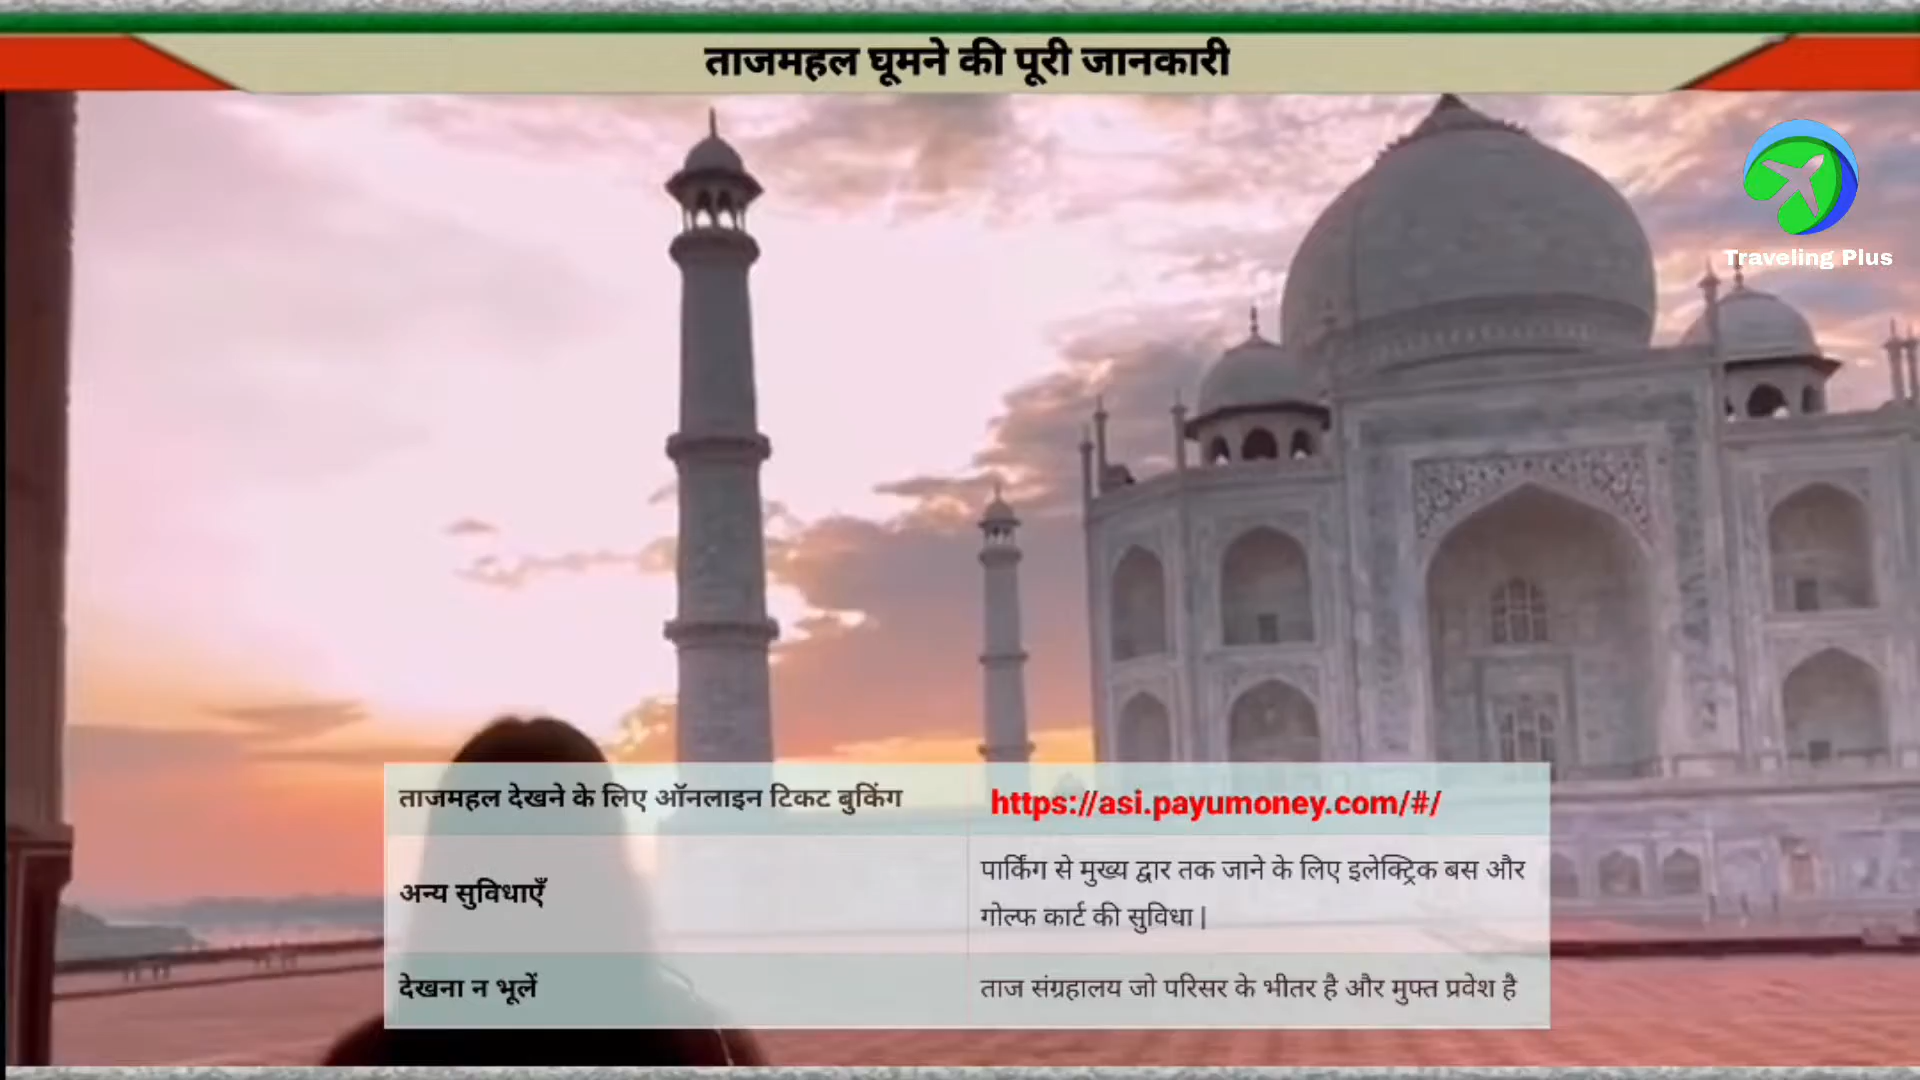 ताजमहल घूमने की पूरी जानकारी
Traveling Plus
ताजमहल देखने के लिए ऑनलाइन टिकट बुकिंग
https://asi.payumoney.com/#/
अन्य सुविधाएँ
पार्किंग से मुख्य द्वार तक जाने के लिए इलेक्ट्रिक बस और
गोल्फ कार्ट की सुविधा |
देखना न भूलें
ताज संग्रहालय जो परिसर के भीतर है और मुफ्त प्रवेश है